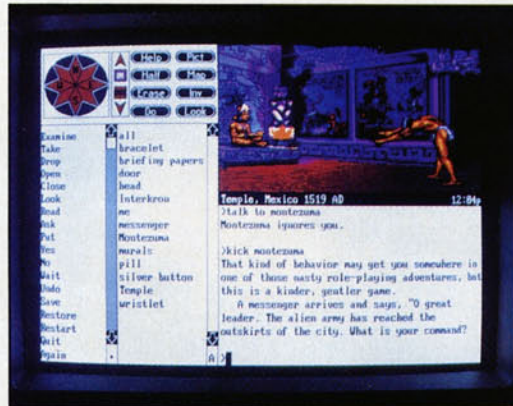 Help Pict
Half Map
Erase Inv
Go Look
Examine
Take
Drop
Open
Close
Look
Read
Ask
Put
Yes
No
Wait
Undo
Save
Restore
Restart
Quit
Again
all
bracelet
briefing papers
door
head
Interkron
me
messenger
Montezuma
murals
pill
silver button
Temple
wristlet
Temple, Mexico 1519 AD 12:04p
>talk to montezuma
Montezuma ignores you.
>kick montezuma
That kind of behavior may get you somewhere in
one of those nasty role-playing adventures, but
this is a kinder, gentler game.
A messenger arrives and says, "O great
leader. The alien army has reached the
outskirts of the city. What is your command?
>